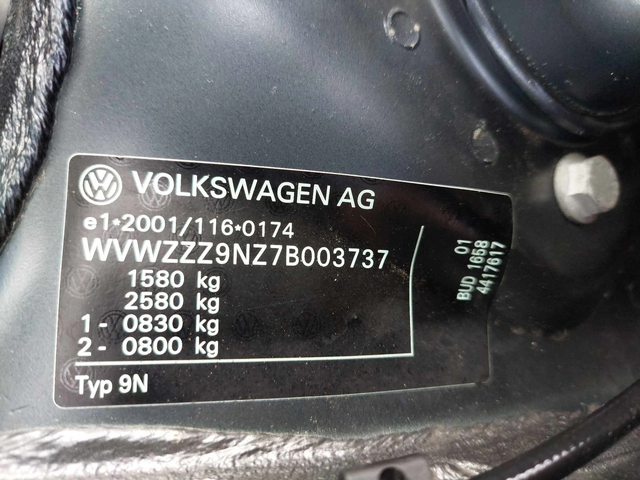 VOLKSWAGEN AG
e1*2001/116*0174
WVWZZZ9NZ7B003737
1580 kg
2580 kg
1- 0830 kg
2- 0800 kg
Typ 9N
01
BUD 1658
4417617